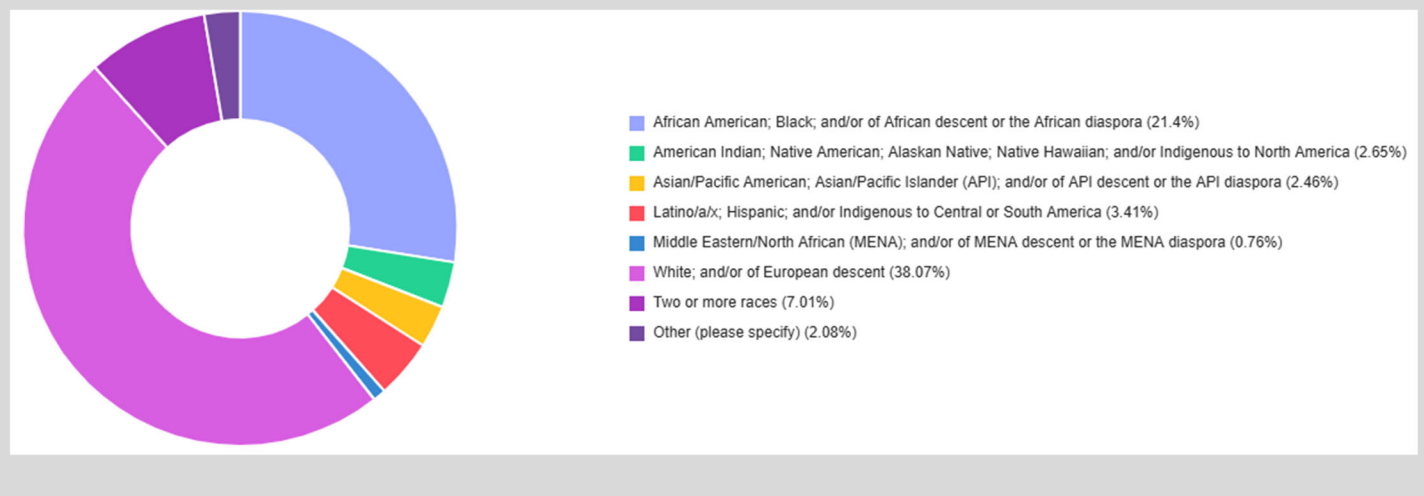 African American; Black; and/or of African descent or the African diaspora (21.4%)
American Indian; Native American; Alaskan Native; Native Hawaiian; and/or Indigenous to North America (2.65%)
Asian/Pacific American; Asian/Pacific Islander (API); and/or of API descent or the API diaspora (2.46%)
Latino/a/x; Hispanic; and/or Indigenous to Central or South America (3.41%)
Middle Eastern/North African (MENA); and/or of MENA descent or the MENA diaspora (0.76%)
White; and/or of European descent (38.07%)
Two or more races (7.01%)
Other (please specify) (2.08%)